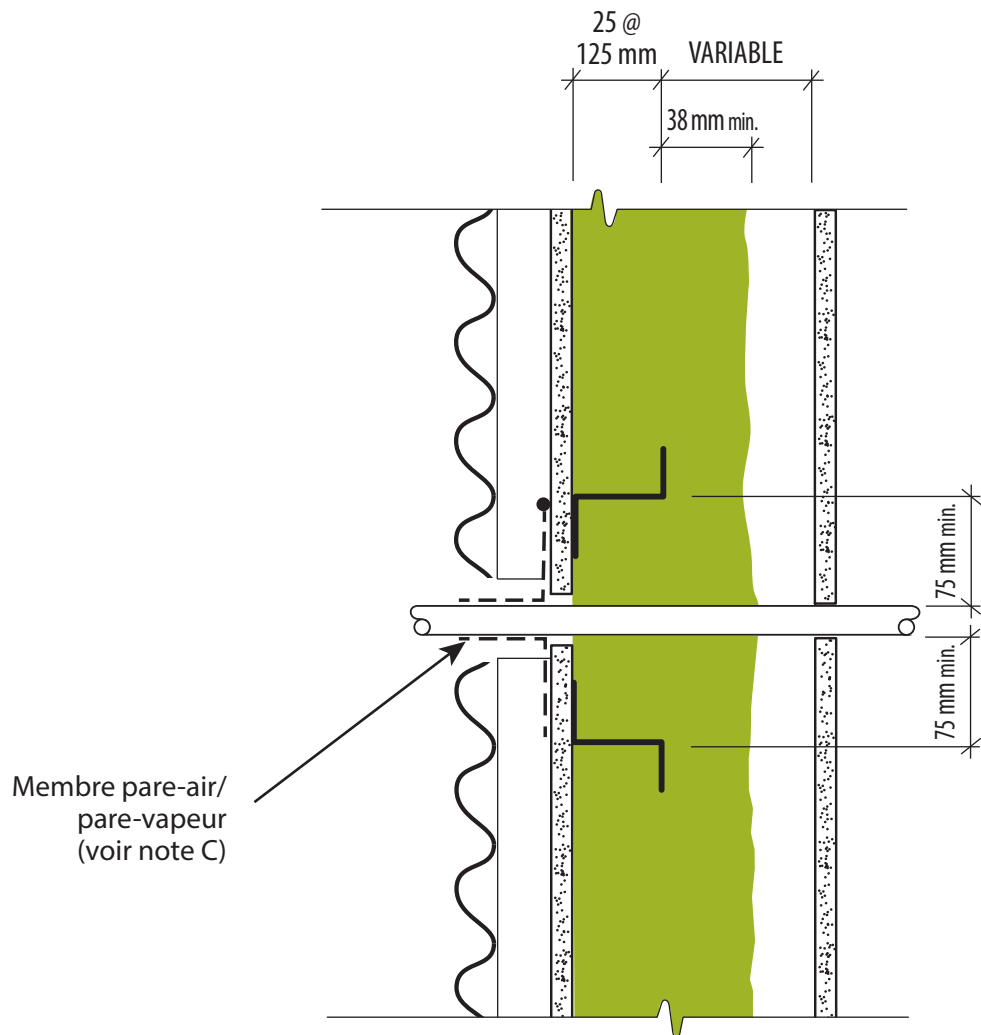 25 @
125 mm
VARIABLE
38 mm min.
75 mm min.
75 mm min.
Membre pare-air/
pare-vapeur
(voir note C)